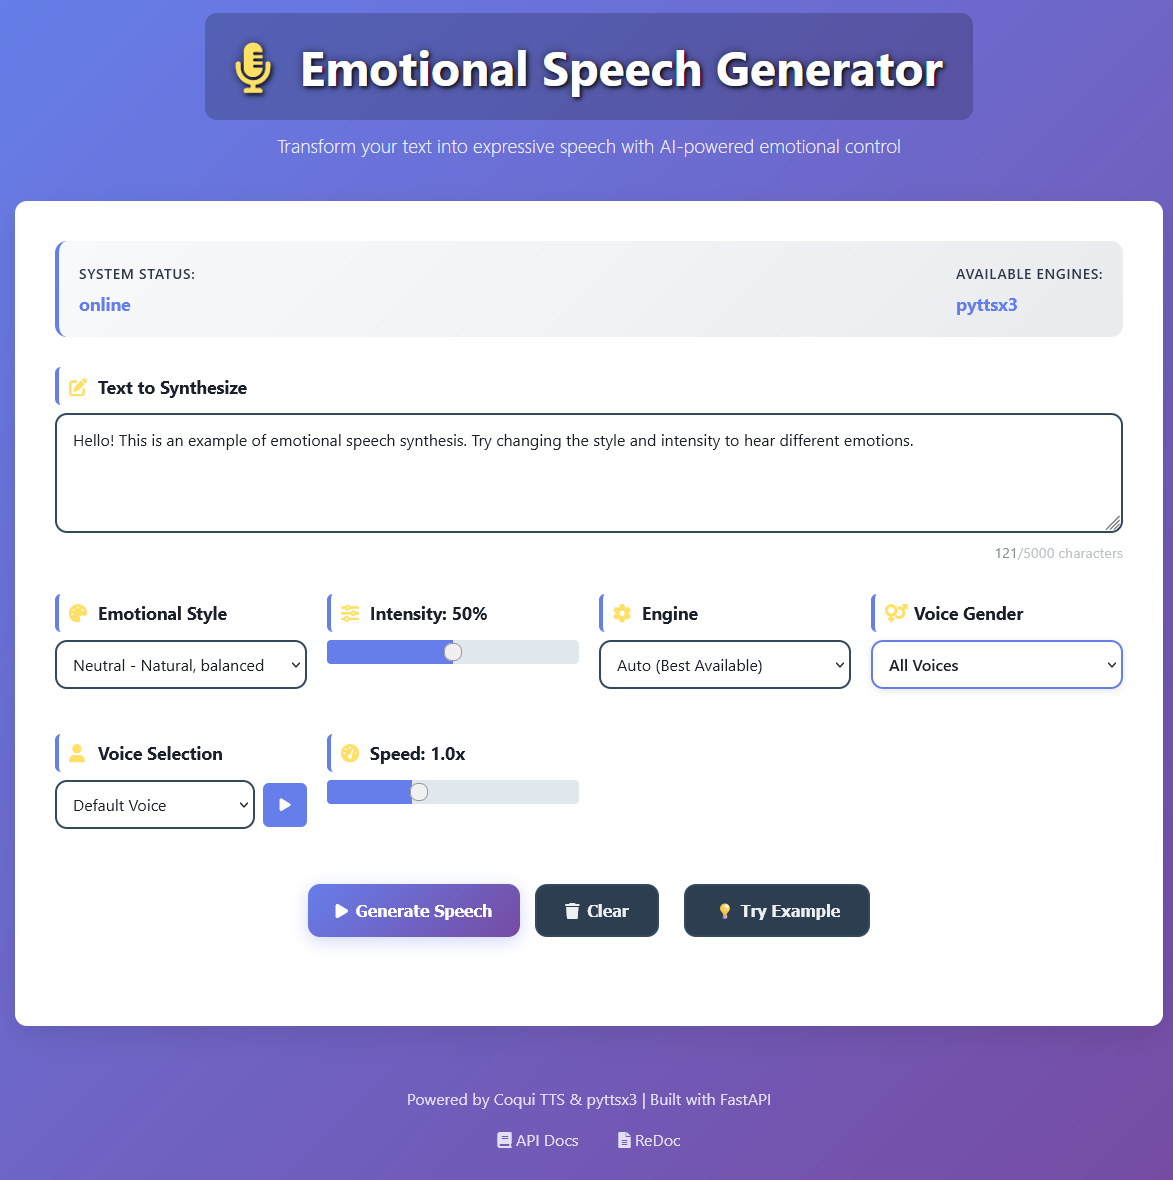 Emotional Speech Generator
Transform your text into expressive speech with AI-powered emotional control
SYSTEM STATUS:
online
AVAILABLE ENGINES:
pyttsx3
Text to Synthesize
Hello! This is an example of emotional speech synthesis. Try changing the style and intensity to hear different emotions.
121/5000 characters
Emotional Style
Neutral - Natural, balanced
Intensity: 50%
Engine
Auto (Best Available)
Voice Gender
All Voices
Voice Selection
Default Voice
Speed: 1.0x
Generate Speech
Clear
Try Example
Powered by Coqui TTS & pyttsx3 | Built with FastAPI
API Docs
ReDoc